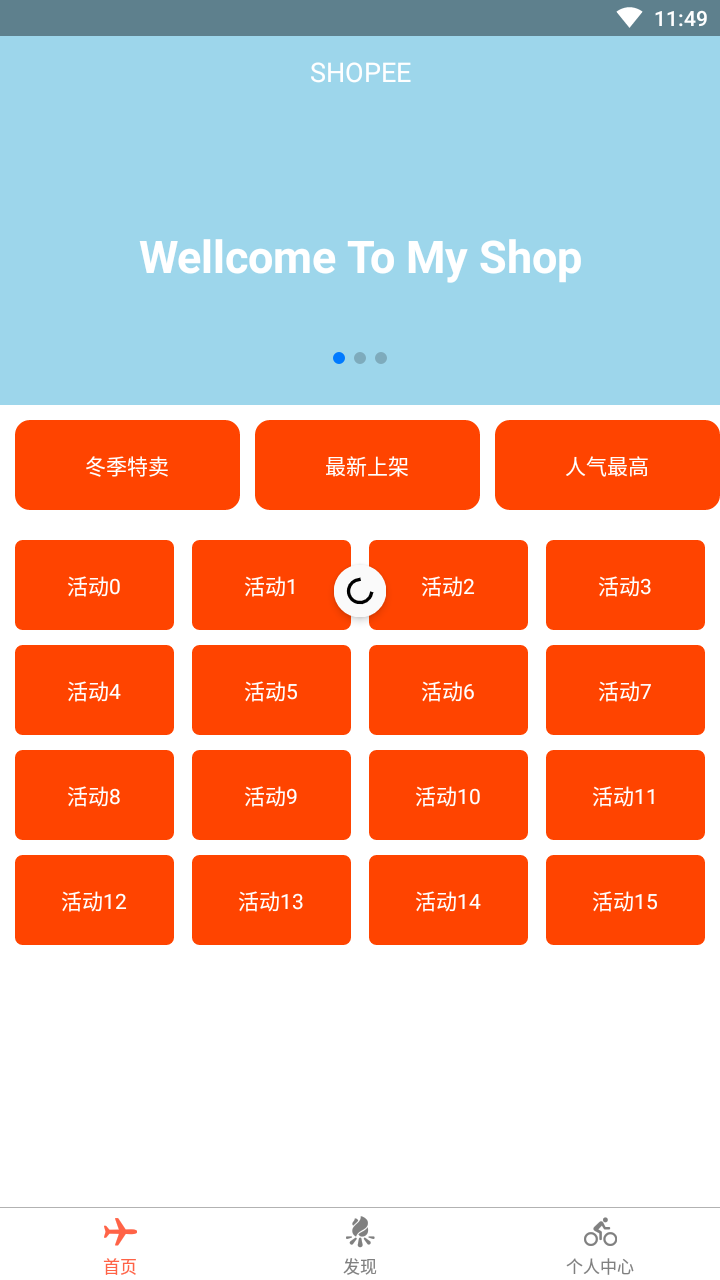 11:49
SHOPEE
Wellcome To My Shop
冬季特卖 最新上架 人气最高
活动0 活动1 活动2 活动3
活动4 活动5 活动6 活动7
活动8 活动9 活动10 活动11
活动12 活动13 活动14 活动15
首页 发现 个人中心